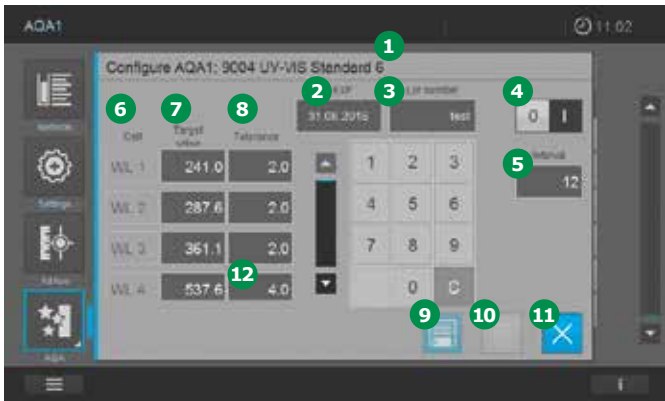 AQA1
11:02
Configure AQA1: 9004 UV-VIS Standard 6
1
2
3
4
6
7
8
31.08.2016
test
0 I
Cell
Target value
Tolerance
5
Interval
12
WL 1 241.0 2.0
WL 2 287.6 2.0
WL 3 361.1 2.0
WL 4 537.6 4.0
12
1 2 3
4 5 6
7 8 9
0 C
9
10
11
Settings
AQA
i